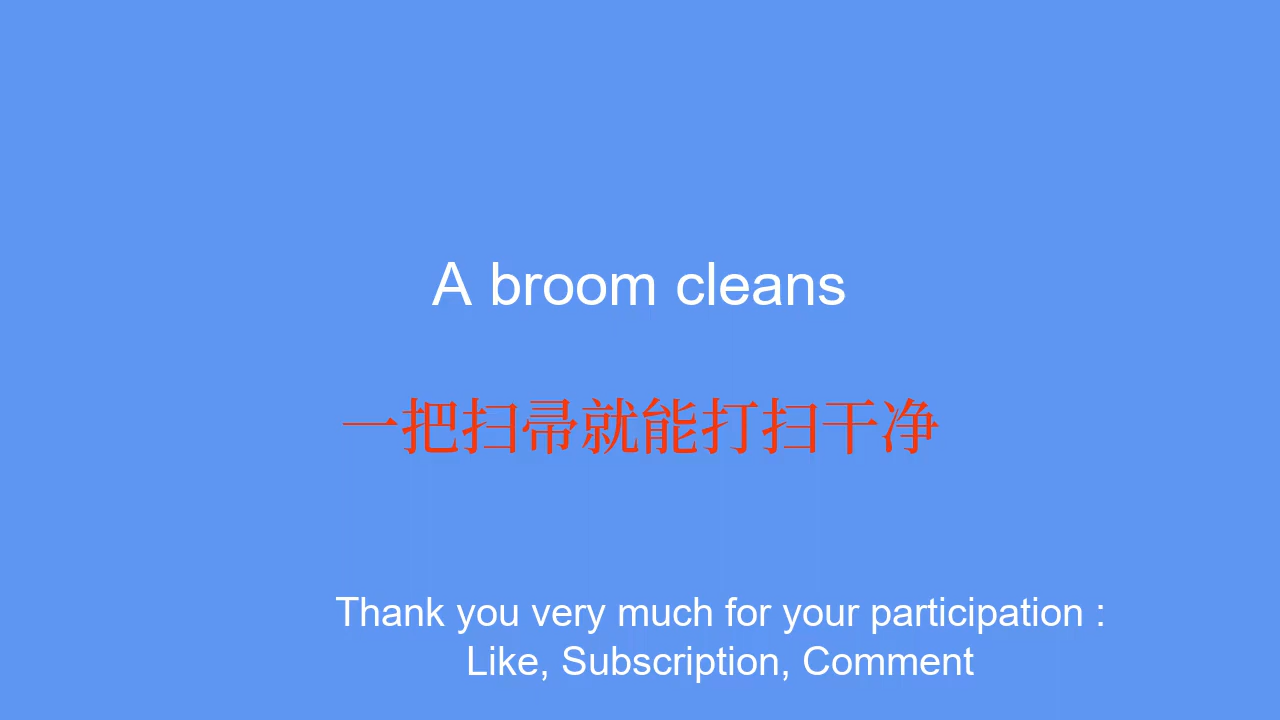 A broom cleans
一把扫帚就能打扫干净
Thank you very much for your participation :
Like, Subscription, Comment